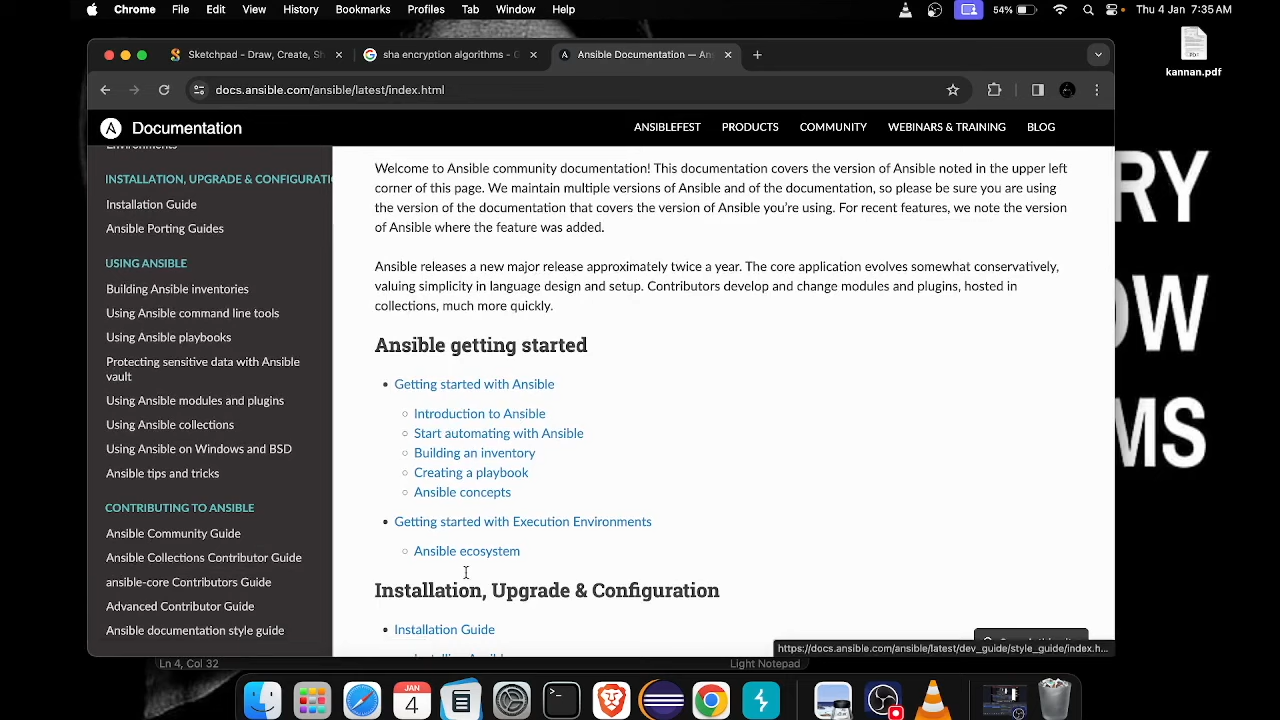 Chrome File Edit View History Bookmarks Profiles Tab Window Help 54% Thu 4 Jan 7:35 AM
kannan.pdf
Sketchpad - Draw, Create, Sh
sha encryption algorithms - G
Ansible Documentation — An
docs.ansible.com/ansible/latest/index.html
Documentation
ANSIBLEFEST PRODUCTS COMMUNITY WEBINARS & TRAINING BLOG
Environments
INSTALLATION, UPGRADE & CONFIGURATI
Installation Guide
Ansible Porting Guides
USING ANSIBLE
Building Ansible inventories
Using Ansible command line tools
Using Ansible playbooks
Protecting sensitive data with Ansible
vault
Using Ansible modules and plugins
Using Ansible collections
Using Ansible on Windows and BSD
Ansible tips and tricks
CONTRIBUTING TO ANSIBLE
Ansible Community Guide
Ansible Collections Contributor Guide
ansible-core Contributors Guide
Advanced Contributor Guide
Ansible documentation style guide
Welcome to Ansible community documentation! This documentation covers the version of Ansible noted in the upper left
corner of this page. We maintain multiple versions of Ansible and of the documentation, so please be sure you are using
the version of the documentation that covers the version of Ansible you’re using. For recent features, we note the version
of Ansible where the feature was added.
Ansible releases a new major release approximately twice a year. The core application evolves somewhat conservatively,
valuing simplicity in language design and setup. Contributors develop and change modules and plugins, hosted in
collections, much more quickly.
Ansible getting started
Getting started with Ansible
Introduction to Ansible
Start automating with Ansible
Building an inventory
Creating a playbook
Ansible concepts
Getting started with Execution Environments
Ansible ecosystem
Installation, Upgrade & Configuration
Installation Guide
https://docs.ansible.com/ansible/latest/dev_guide/style_guide/index.h...
RY
OW
MS
Ln 4, Col 32 Light Notepad
JAN
4